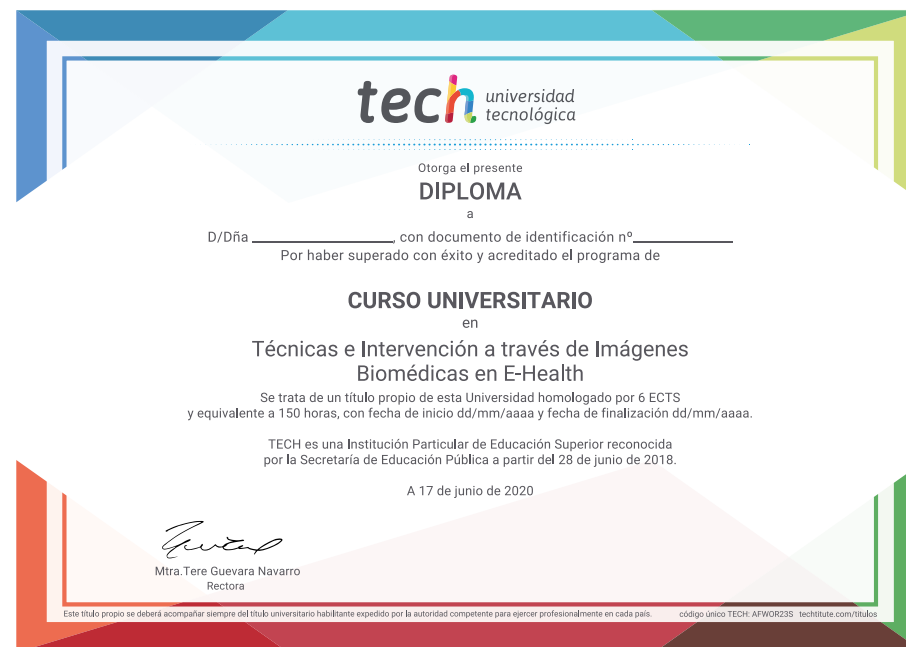 tech universidad
tecnológica
Otorga el presente
DIPLOMA
a
D/Dña ____________________, con documento de identificación nº______________
Por haber superado con éxito y acreditado el programa de
CURSO UNIVERSITARIO
en
Técnicas e Intervención a través de Imágenes
Biomédicas en E-Health
Se trata de un título propio de esta Universidad homologado por 6 ECTS
y equivalente a 150 horas, con fecha de inicio dd/mm/aaaa y fecha de finalización dd/mm/aaaa.
TECH es una Institución Particular de Educación Superior reconocida
por la Secretaría de Educación Pública a partir del 28 de junio de 2018.
A 17 de junio de 2020
Mtra.Tere Guevara Navarro
Rectora
Este título propio se deberá acompañar siempre del título universitario habilitante expedido por la autoridad competente para ejercer profesionalmente en cada país. código único TECH: AFWOR23S techtitute.com/titulos